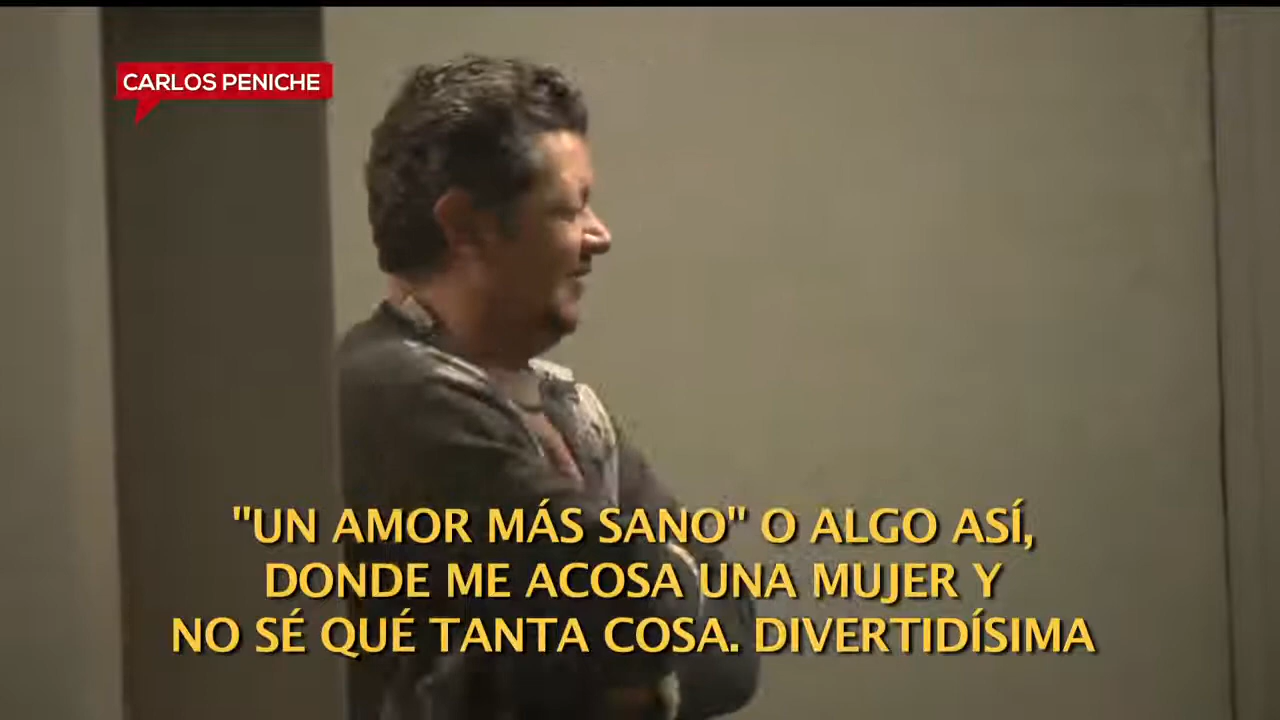 CARLOS PENICHE
"UN AMOR MÁS SANO" O ALGO ASÍ,
DONDE ME ACOSA UNA MUJER Y
NO SÉ QUÉ TANTA COSA. DIVERTIDÍSIMA